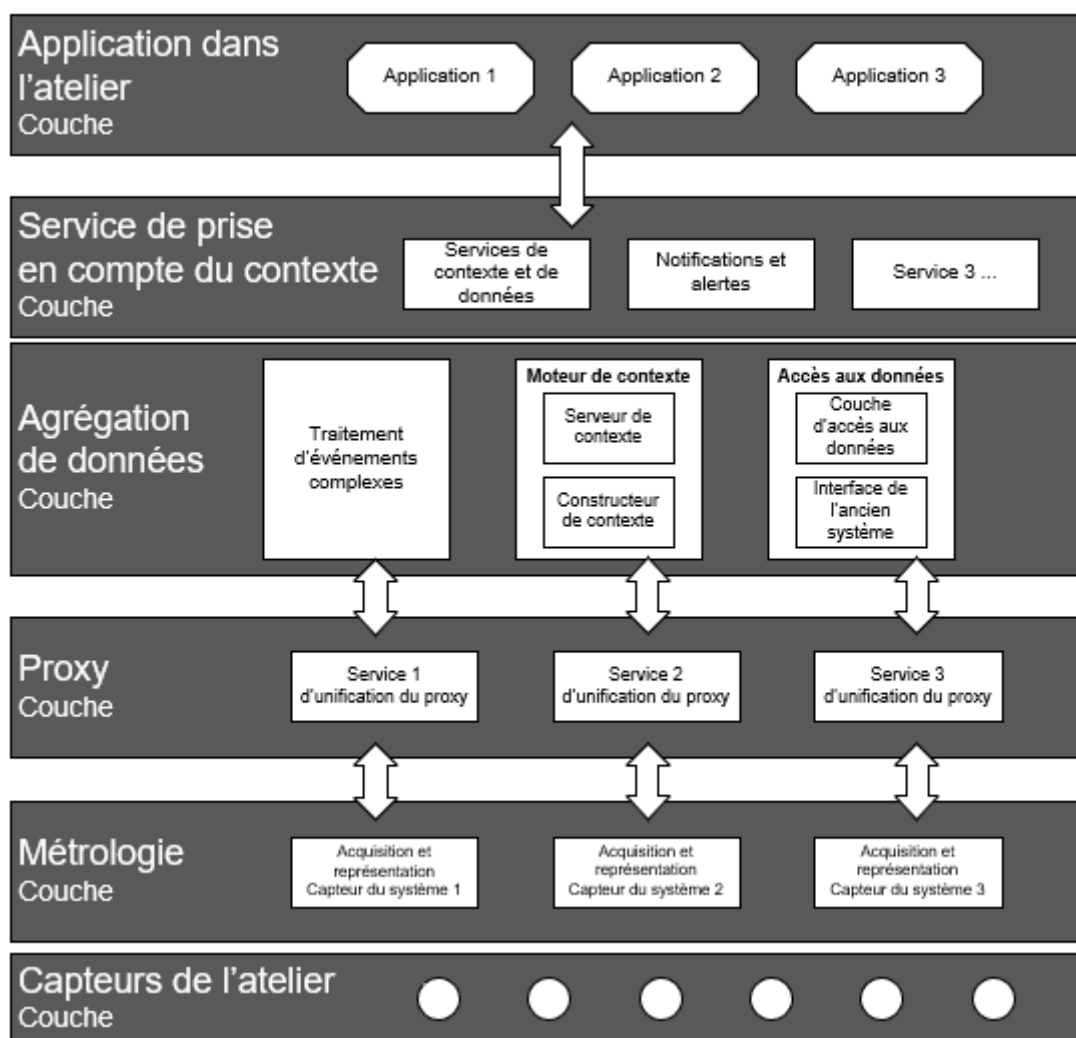 Application dans
l'atelier
Couche
Application 1
Application 2
Application 3
Service de prise
en compte du contexte
Couche
Services de
contexte et de
données
Notifications et
alertes
Service 3 ...
Agrégation
de données
Couche
Traitement
d'événements
complexes
Moteur de contexte
Serveur de
contexte
Constructeur
de contexte
Accès aux données
Couche
d'accès aux
données
Interface de
l'ancien
système
Proxy
Couche
Service 1
d'unification du proxy
Service 2
d'unification du proxy
Service 3
d'unification du proxy
Métrologie
Couche
Acquisition et
représentation
Capteur du système 1
Acquisition et
représentation
Capteur du système 2
Acquisition et
représentation
Capteur du système 3
Capteurs de l'atelier
Couche